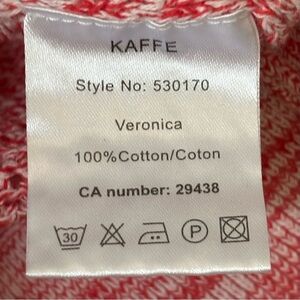 KAFFE
Style No: 530170
Veronica
100%Cotton/Coton
CA number: 29438
30 P